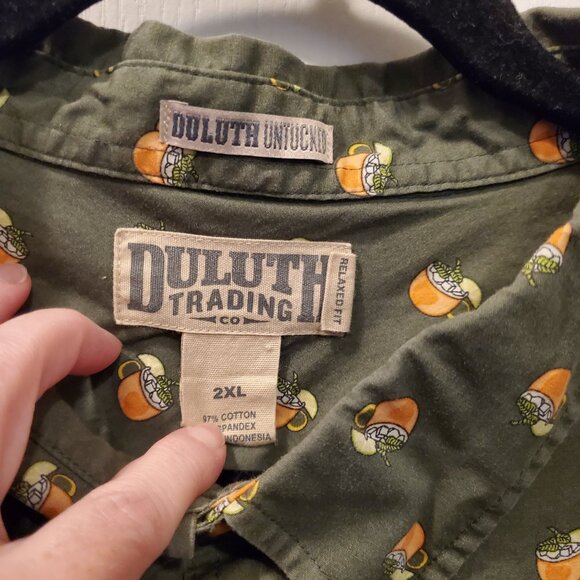 DULUTH UNTUCKD
DULUTH
TRADING
CO
RELAXED FIT
2XL
97% COTTON
SPANDEX
INDONESIA